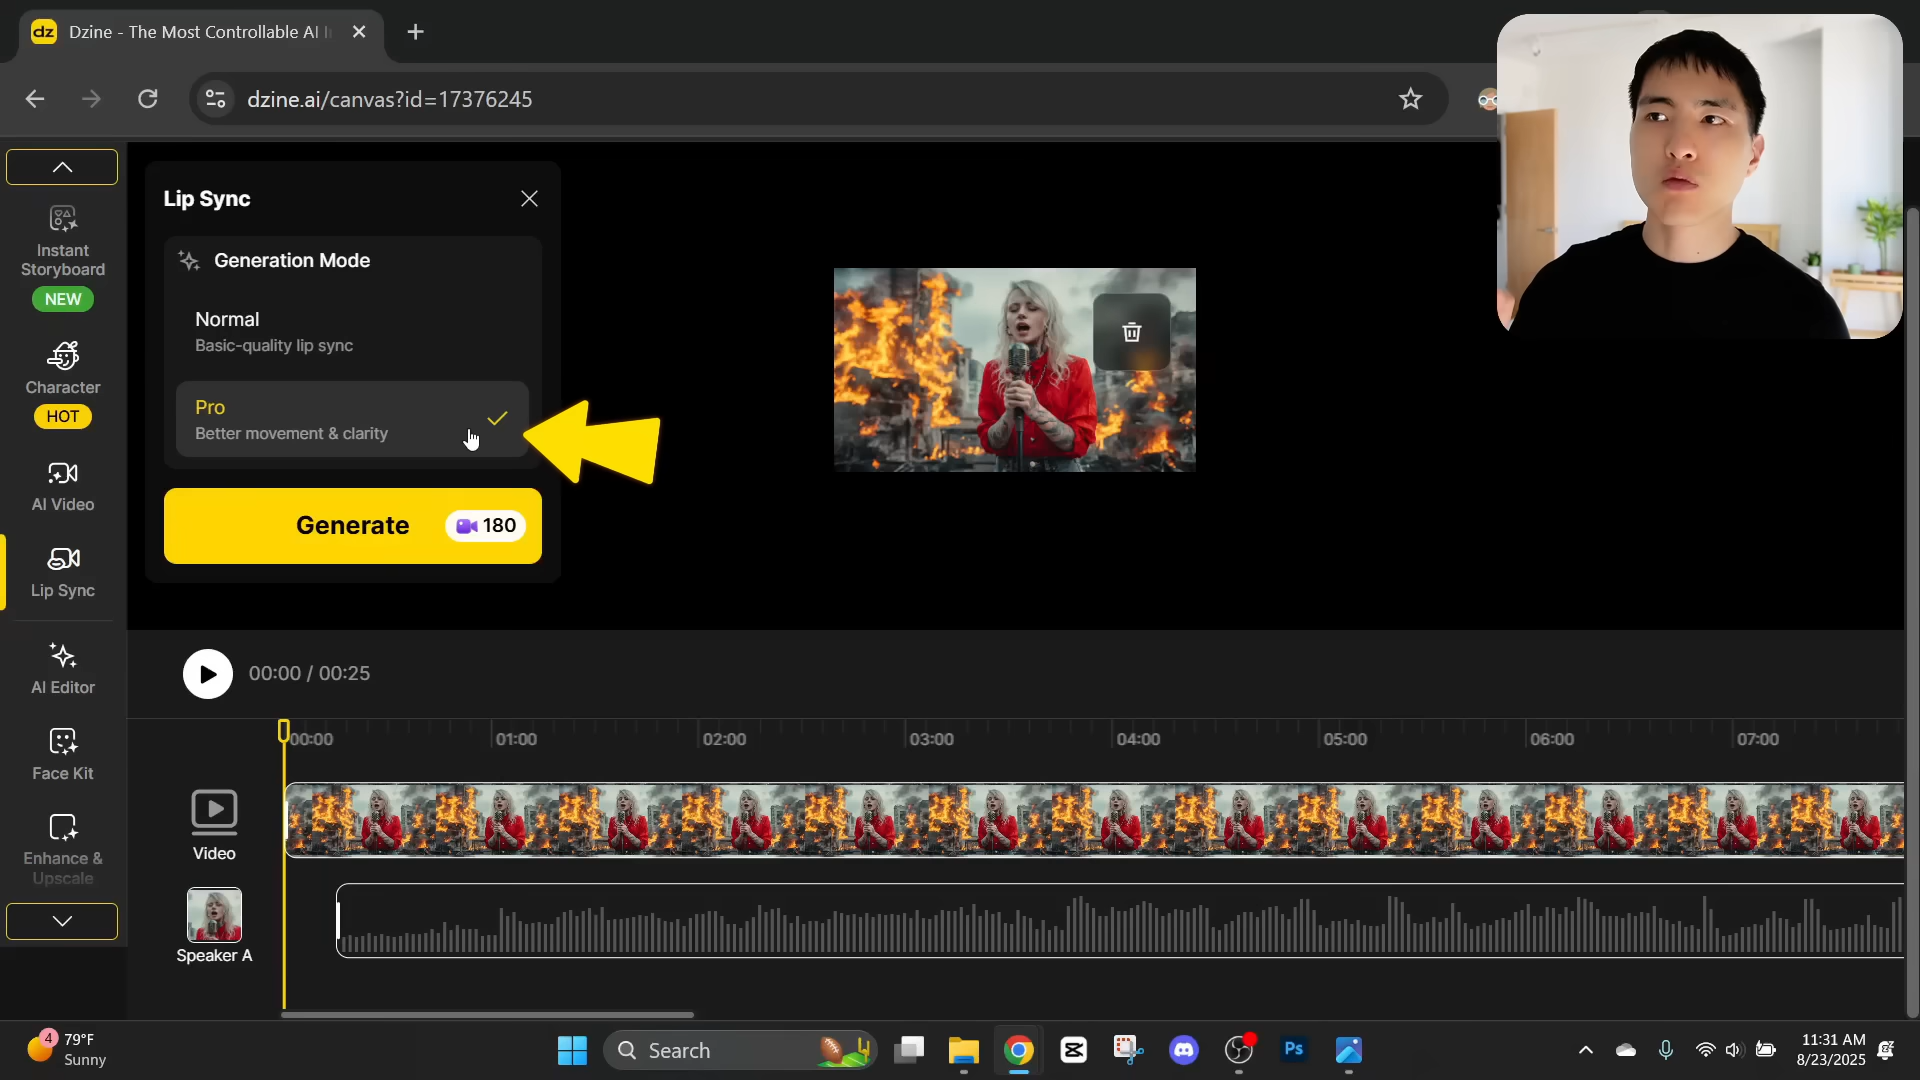 dz Dzine - The Most Controllable AI I
dzine.ai/canvas?id=17376245
Instant
Storyboard
NEW
Character
HOT
AI Video
Lip Sync
AI Editor
Face Kit
Enhance &
Upscale
Lip Sync
Generation Mode
Normal
Basic-quality lip sync
Pro
Better movement & clarity
Generate 180
00:00 / 00:25
00:00 01:00 02:00 03:00 04:00 05:00 06:00 07:00
Video
Speaker A
4 79°F
Sunny
Search
Ps
11:31 AM
8/23/2025